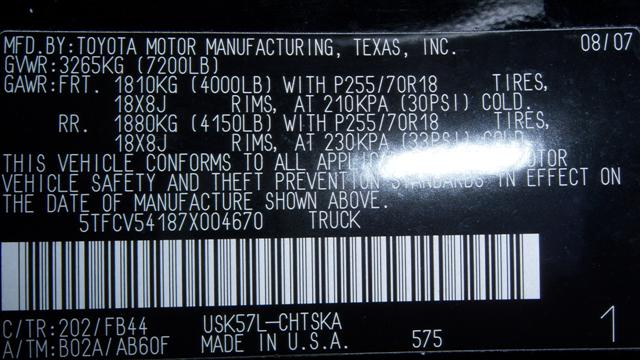 MFD.BY:TOYOTA MOTOR MANUFACTURING, TEXAS, INC. 08/07
GVWR:3265KG (7200LB)
GAWR:FRT. 1810KG (4000LB) WITH P255/70R18 TIRES,
18X8J RIMS, AT 210KPA (30PSI) COLD.
RR. 1880KG (4150LB) WITH P255/70R18 TIRES,
18X8J RIMS, AT 230KPA (33PSI) COLD.
THIS VEHICLE CONFORMS TO ALL MOTOR
VEHICLE SAFETY AND THEFT PREVENTION STANDARDS IN EFFECT ON
THE DATE OF MANUFACTURE SHOWN ABOVE.
5TFCV54187X004670 TRUCK
C/TR:202/FB44 USK57L-CHTSKA
A/TM:B02A/AB60F MADE IN U.S.A. 575 1